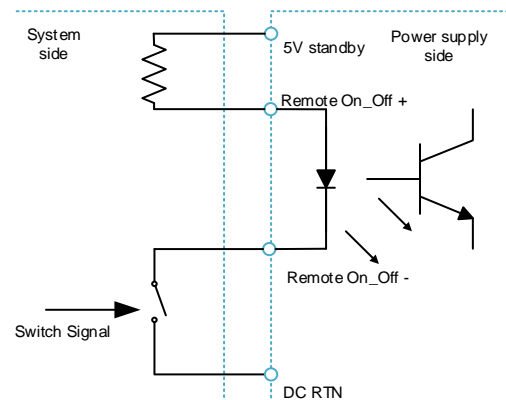 System
side
5V standby
Power supply
side
Remote On_Off +
Remote On_Off -
Switch Signal
DC RTN